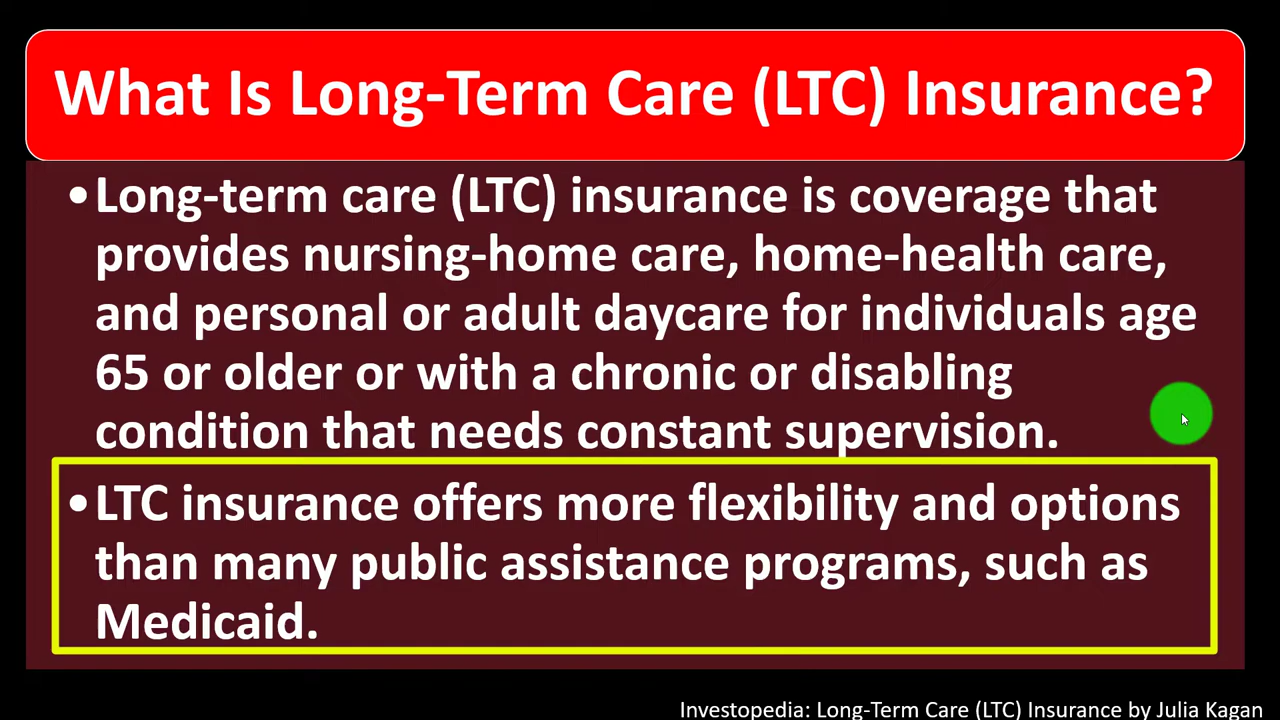 What Is Long-Term Care (LTC) Insurance?
•Long-term care (LTC) insurance is coverage that
provides nursing-home care, home-health care,
and personal or adult daycare for individuals age
65 or older or with a chronic or disabling
condition that needs constant supervision.
•LTC insurance offers more flexibility and options
than many public assistance programs, such as
Medicaid.
Investopedia: Long-Term Care (LTC) Insurance by Julia Kagan